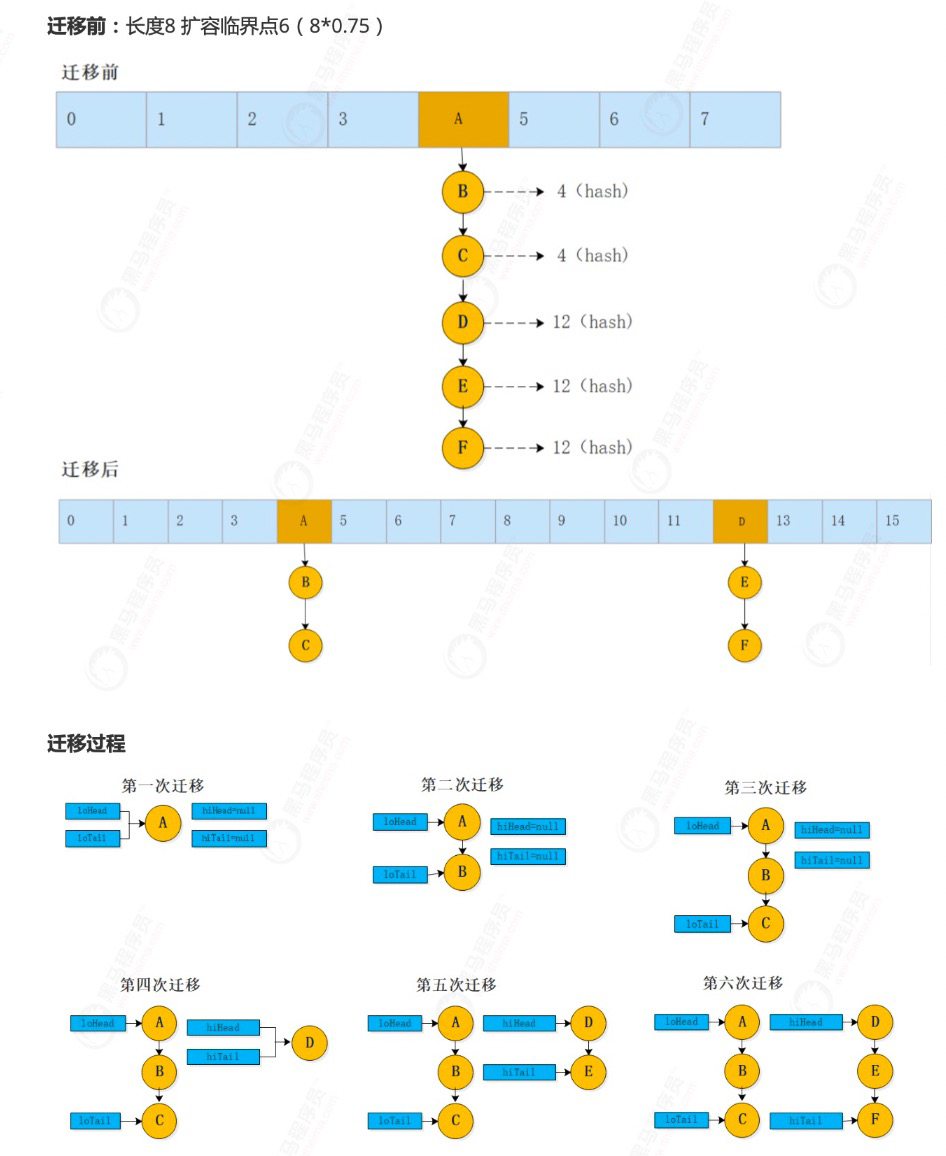 迁移前：长度8 扩容临界点6（8*0.75）
迁移前
0 1 2 3 A 5 6 7
B 4（hash）
C 4（hash）
D 12（hash）
E 12（hash）
F 12（hash）
迁移后
0 1 2 3 A 5 6 7 8 9 10 11 D 13 14 15
B E
C F
迁移过程
第一次迁移 第二次迁移 第三次迁移
loHead A hiHead=null
loTail hiTail=null
loHead A hiHead=null
hiTail=null
loTail B
loHead A hiHead=null
hiTail=null
B
loTail C
第四次迁移 第五次迁移 第六次迁移
loHead A hiHead
hiTail D
B
loTail C
loHead A hiHead D
B hiTail E
loTail C
loHead A hiHead D
B E
loTail C hiTail F
黑马程序员